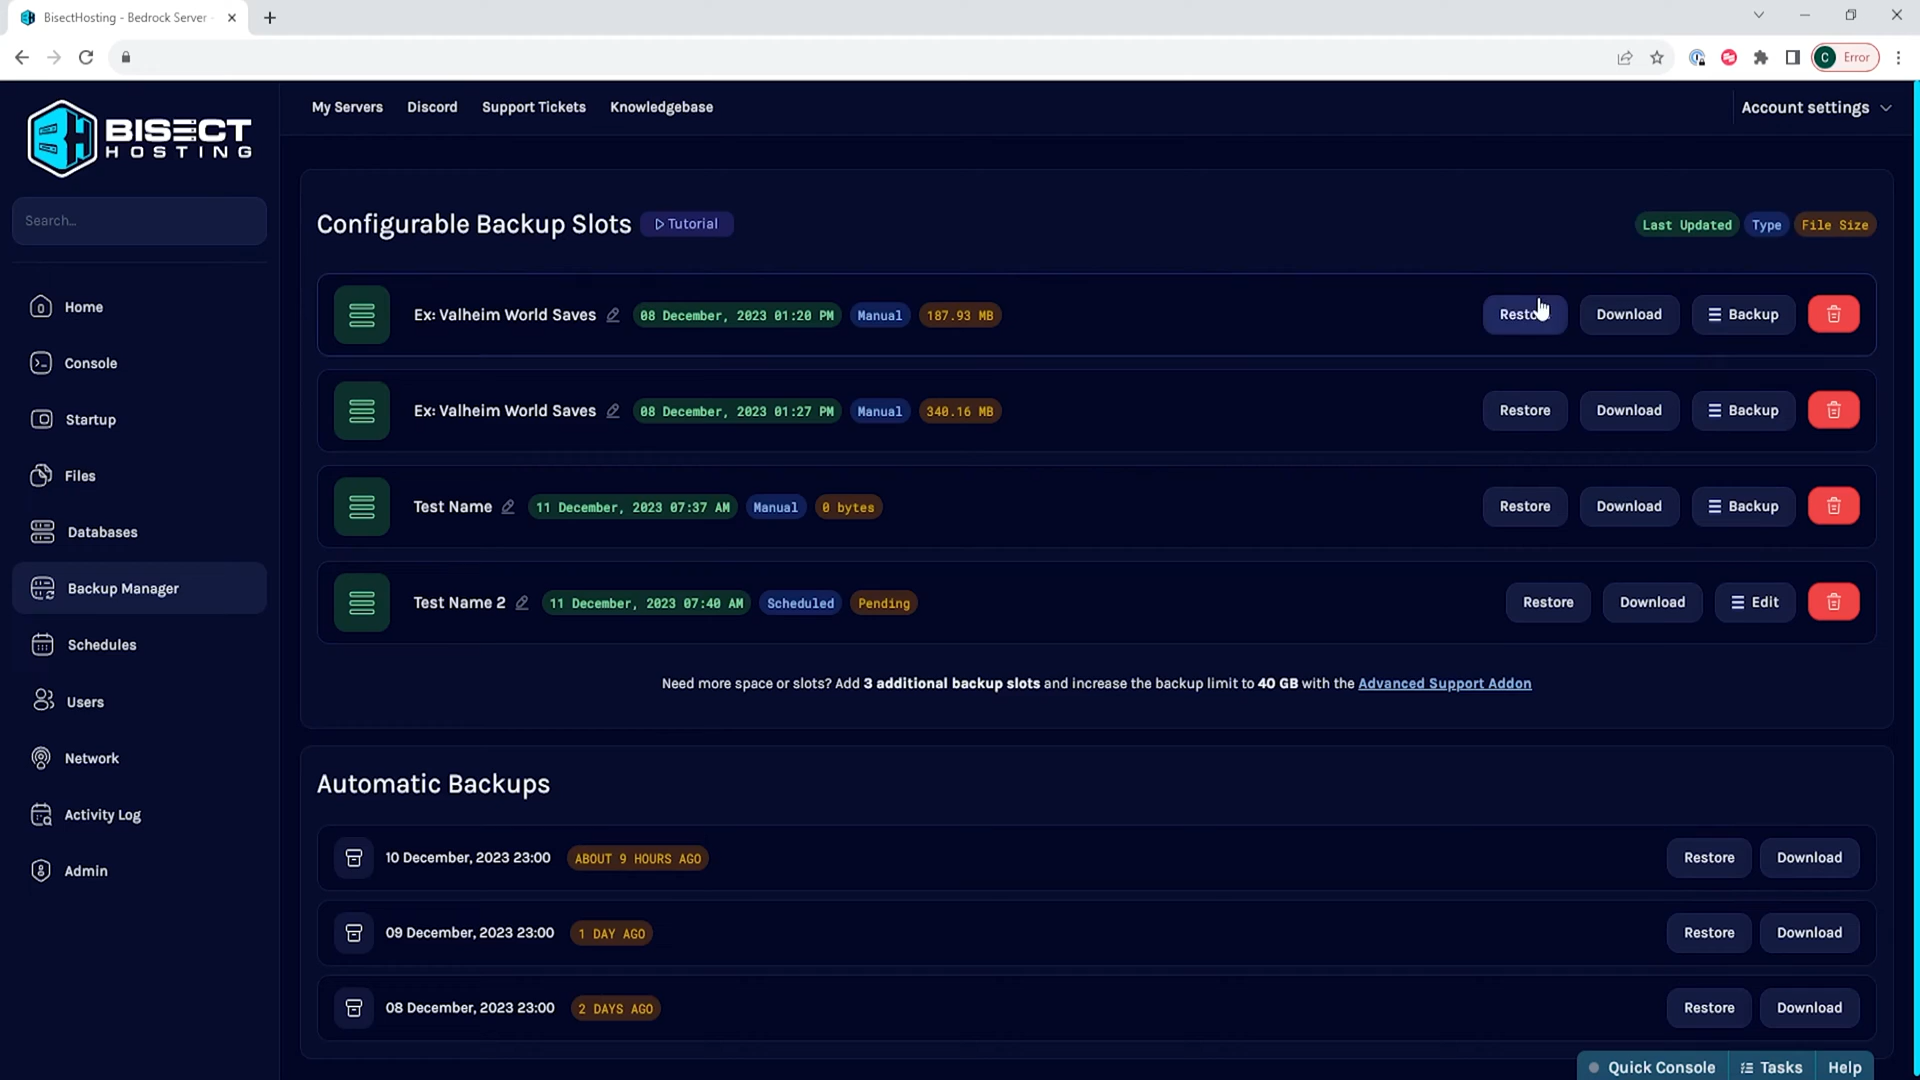 BisectHosting - Bedrock Server
Error
BISECT
HOSTING
My Servers
Discord
Support Tickets
Knowledgebase
Account settings
Search...
Home
Console
Startup
Files
Databases
Backup Manager
Schedules
Users
Network
Activity Log
Admin
Configurable Backup Slots
Tutorial
Last Updated
Type
File Size
Ex: Valheim World Saves 08 December, 2023 01:20 PM Manual 187.93 MB
Download Backup
Ex: Valheim World Saves 08 December, 2023 01:27 PM Manual 340.16 MB
Restore Download Backup
Test Name 11 December, 2023 07:37 AM Manual 0 bytes
Restore Download Backup
Test Name 2 11 December, 2023 07:40 AM Scheduled Pending
Restore Download Edit
Need more space or slots? Add 3 additional backup slots and increase the backup limit to 40 GB with the Advanced Support Addon
Automatic Backups
10 December, 2023 23:00 ABOUT 9 HOURS AGO
Restore Download
09 December, 2023 23:00 1 DAY AGO
Restore Download
08 December, 2023 23:00 2 DAYS AGO
Restore Download
Quick Console
Tasks
Help